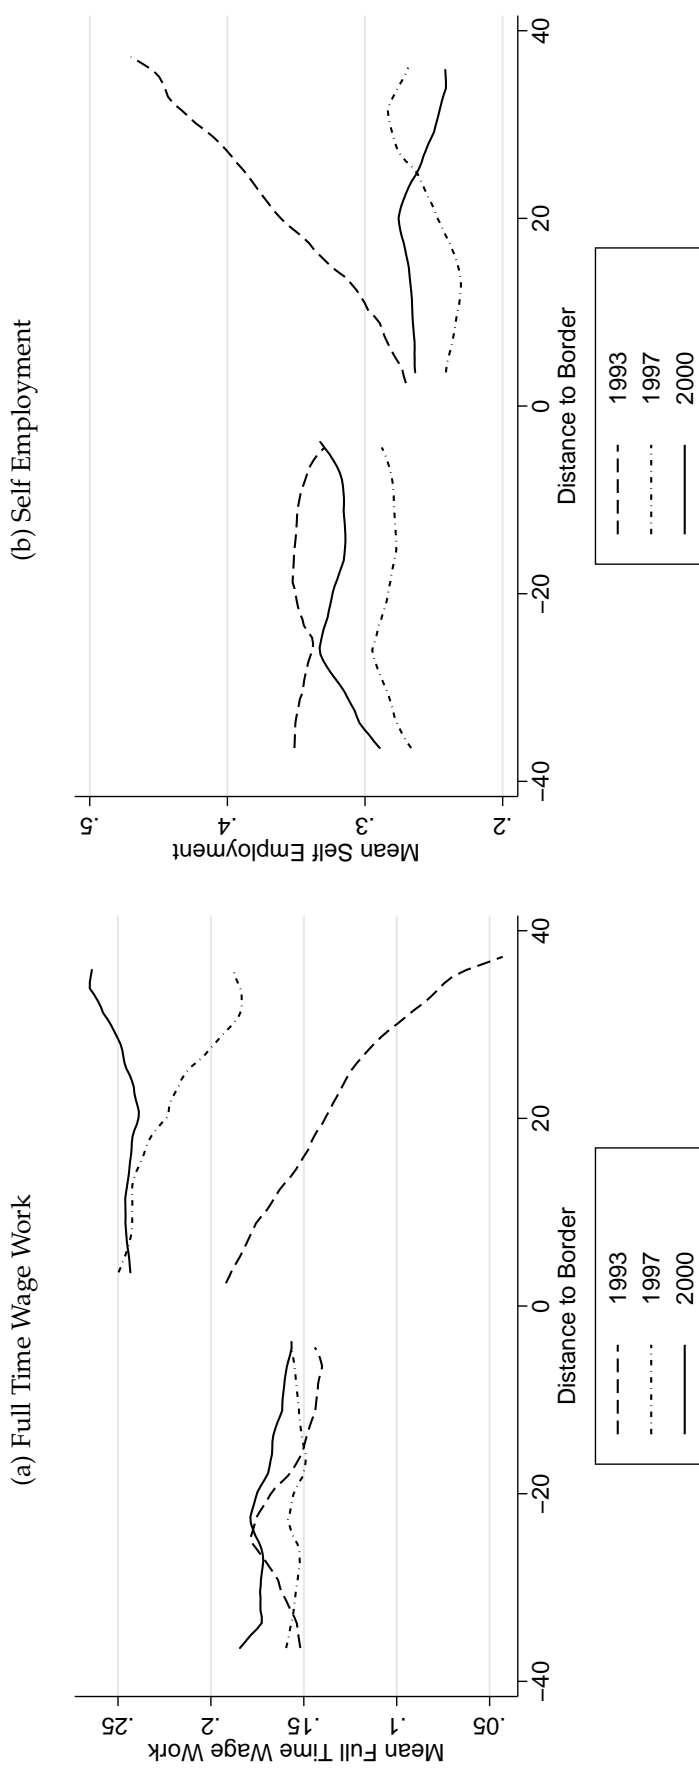 (a) Full Time Wage Work
Mean Full Time Wage Work
.05 .1 .15 .2 .25
−40 −20 0 20 40
Distance to Border
1993
1997
2000
(b) Self Employment
Mean Self Employment
.2 .3 .4 .5
−40 −20 0 20 40
Distance to Border
1993
1997
2000